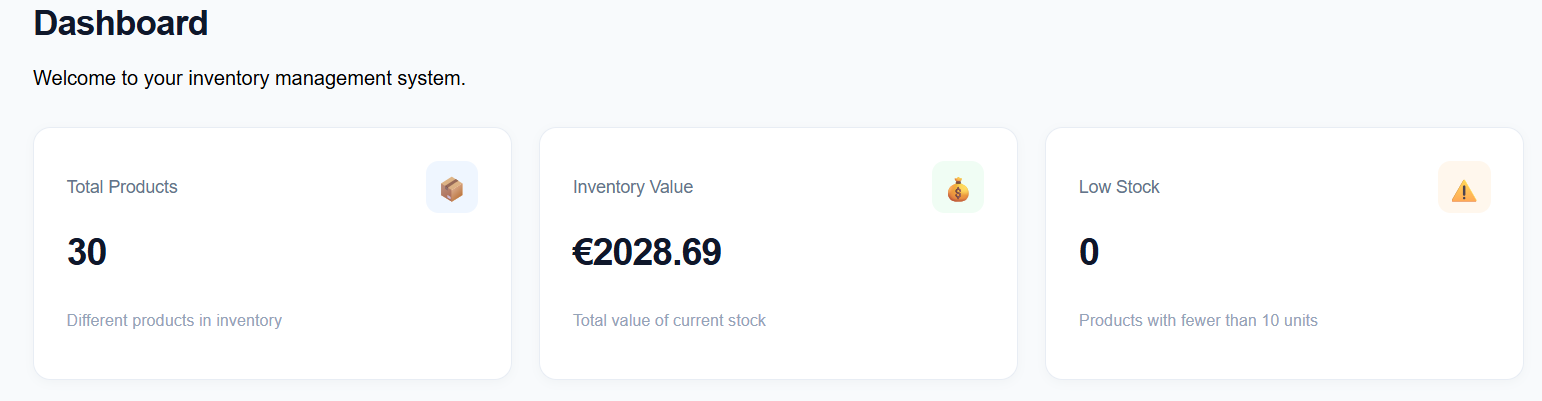 Dashboard
Welcome to your inventory management system.
Total Products
30
Different products in inventory
Inventory Value
€2028.69
Total value of current stock
Low Stock
0
Products with fewer than 10 units